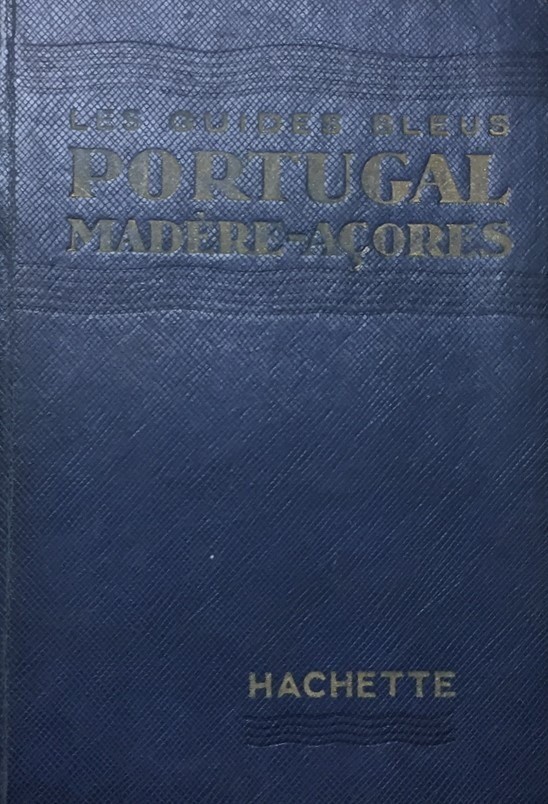 LES GUIDES BLEUS
PORTUGAL
MADÈRE-AÇORES
HACHETTE